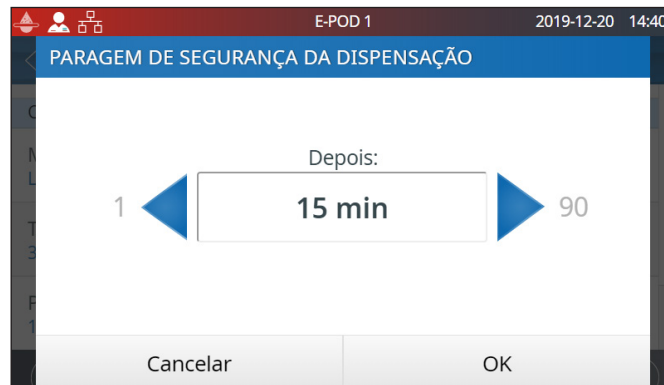 E-POD 1 2019-12-20 14:40
PARAGEM DE SEGURANÇA DA DISPENSAÇÃO
Depois:
1 15 min 90
Cancelar OK